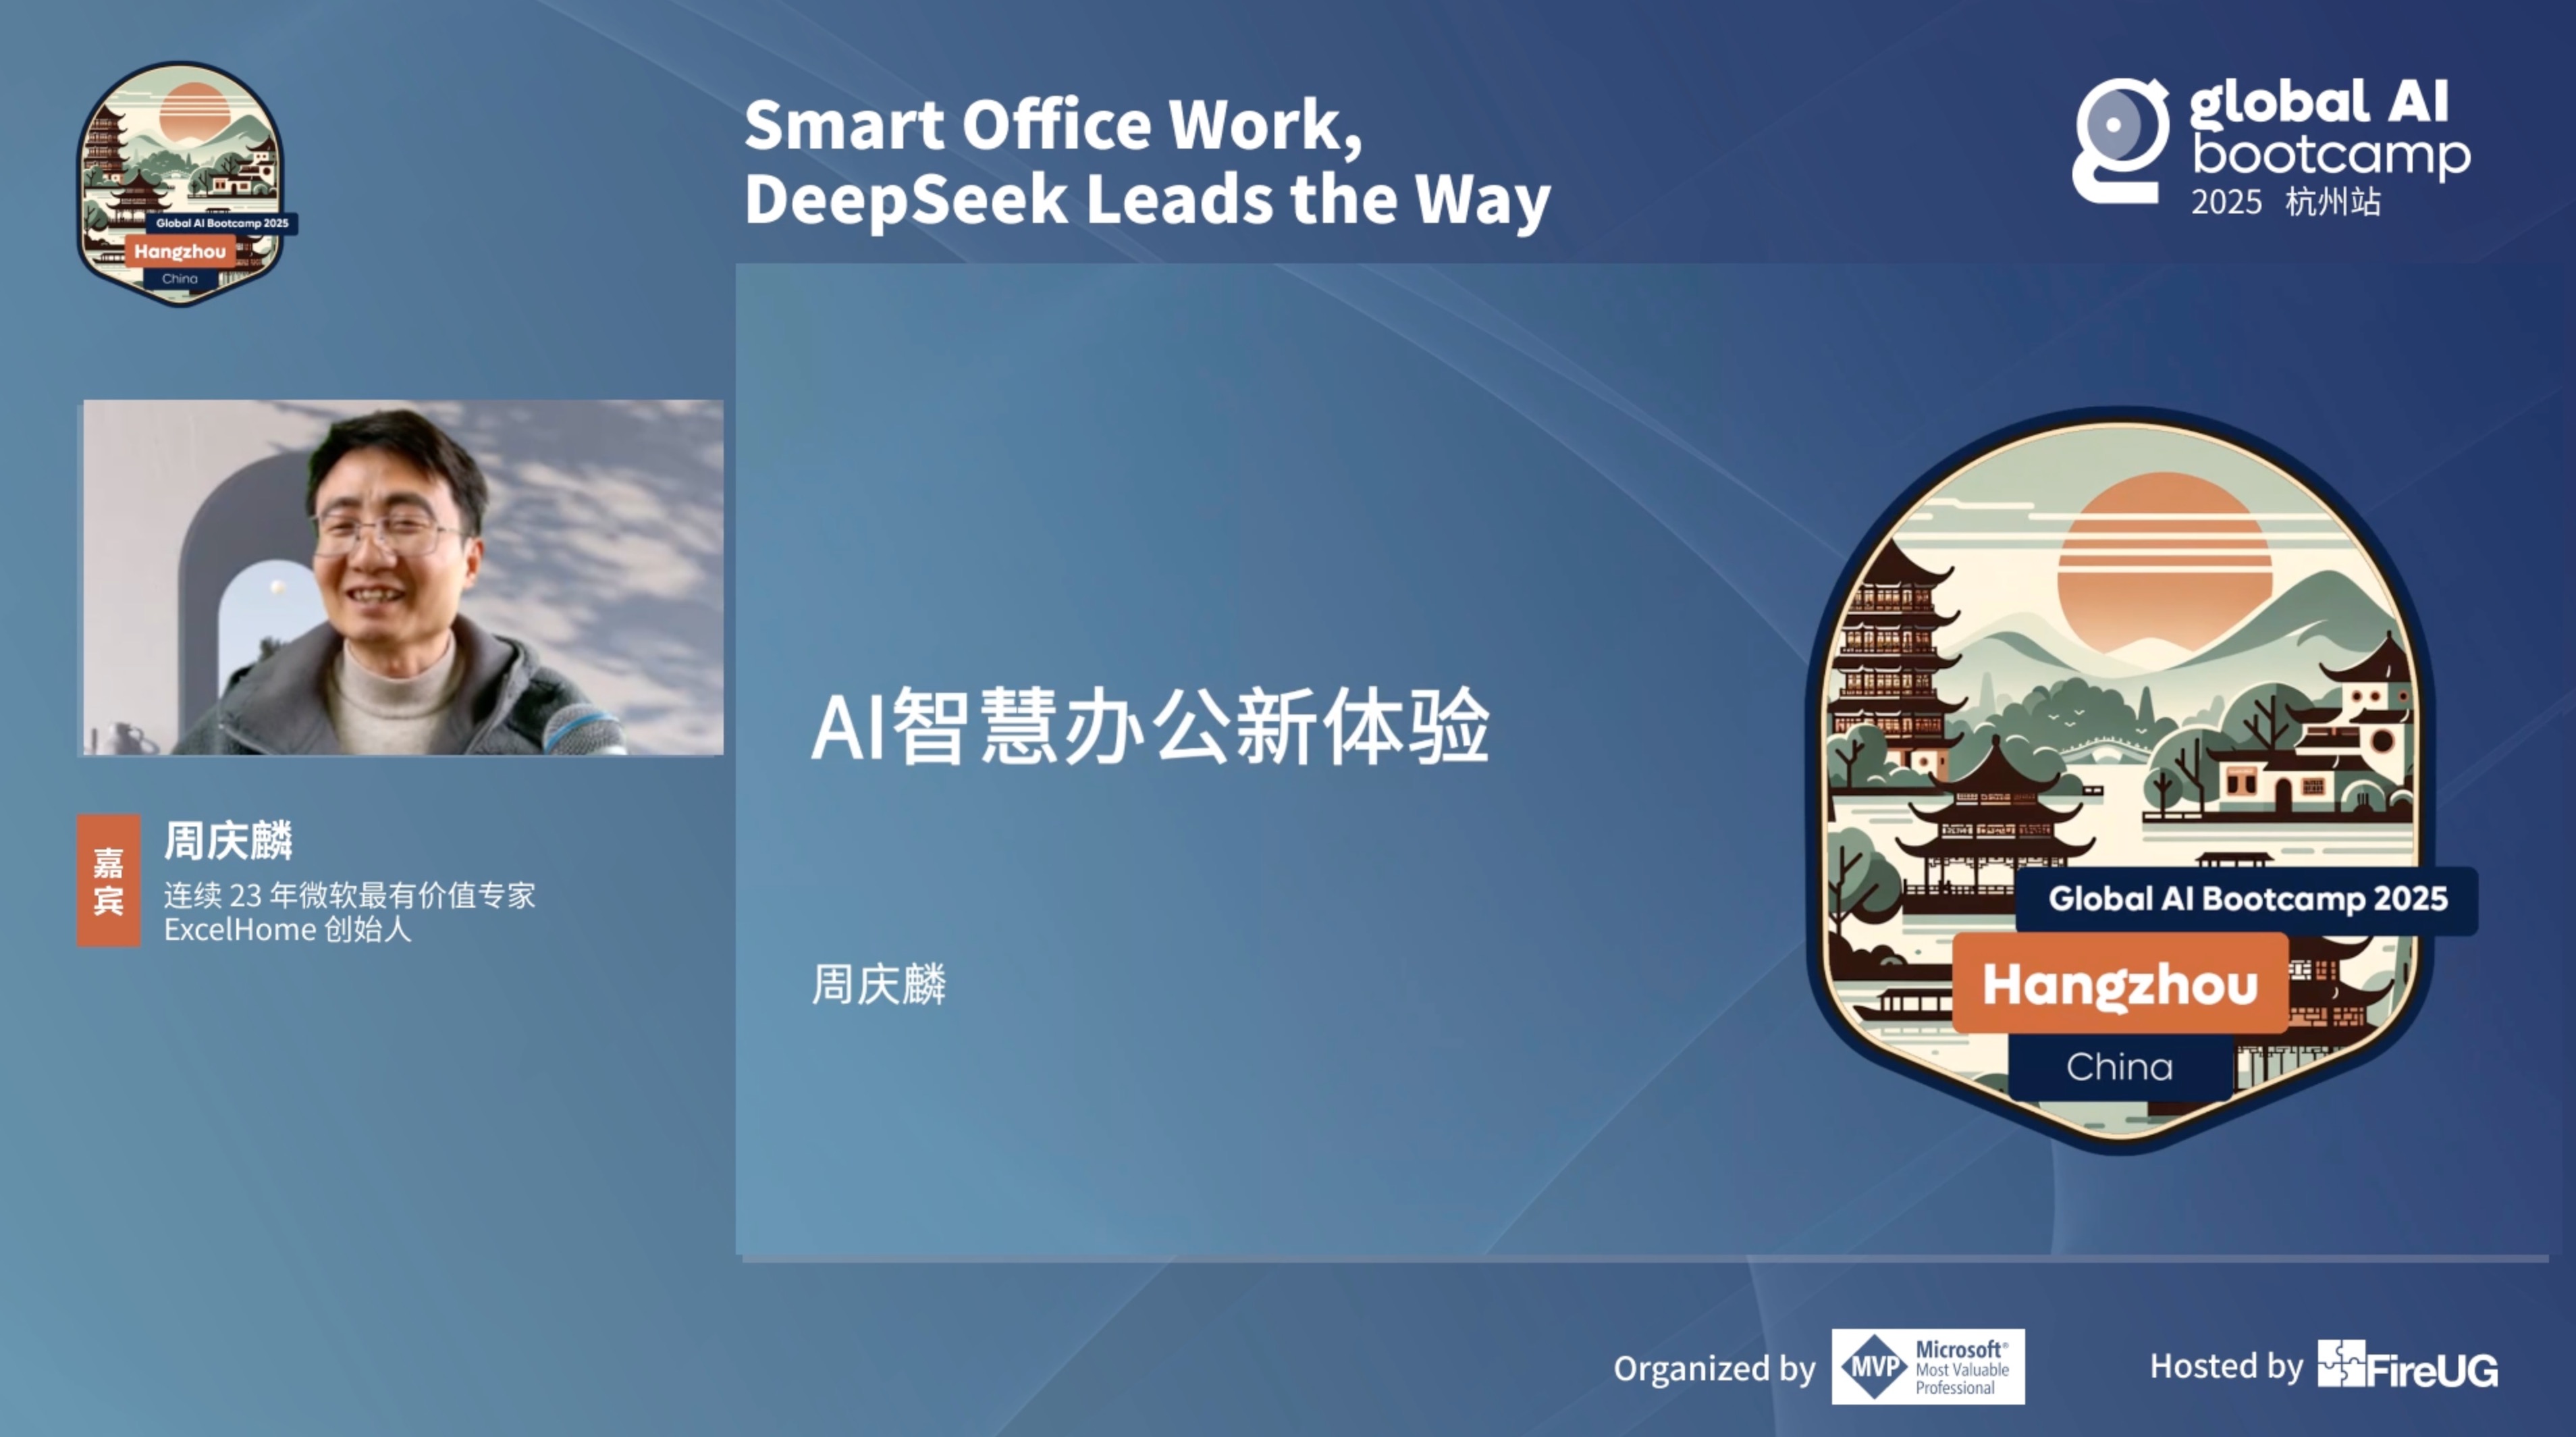 Global AI Bootcamp 2025
Hangzhou
China
Smart Office Work,
DeepSeek Leads the Way
global AI
bootcamp
2025 杭州站
嘉宾
周庆麟
连续 23 年微软最有价值专家
ExcelHome 创始人
AI智慧办公新体验
周庆麟
Global AI Bootcamp 2025
Hangzhou
China
Organized by
MVP
Microsoft®
Most Valuable
Professional
Hosted by
FireUG